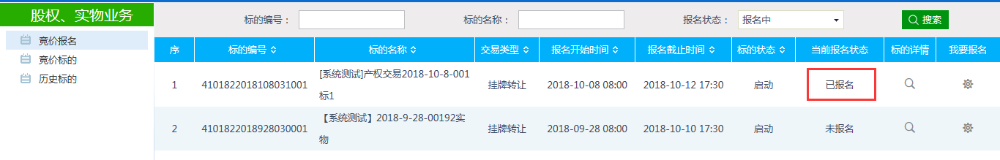 股权、实物业务
竞价报名
竞价标的
历史标的
标的编号： 标的名称： 报名状态： 报名中 搜索
序 标的编号 标的名称 交易类型 报名开始时间 报名截止时间 标的状态 当前报名状态 标的详情 我要报名
1 4101822018108031001 [系统测试]产权交易2018-10-8-001标1 挂牌转让 2018-10-08 08:00 2018-10-12 17:30 启动 已报名
2 4101822018928030001 【系统测试】2018-9-28-00192实物 挂牌转让 2018-09-28 08:00 2018-10-10 17:30 启动 未报名